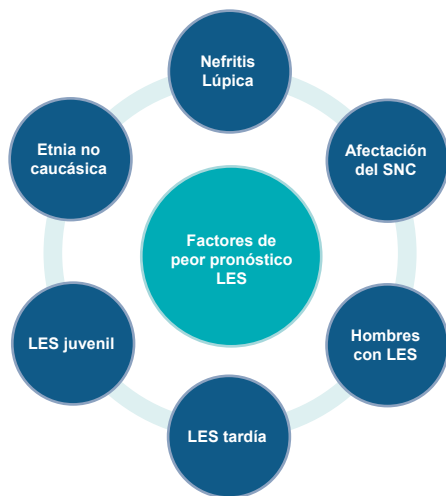 Nefritis
Lúpica
Etnia no
caucásica
Afectación
del SNC
Factores de
peor pronóstico
LES
LES juvenil
Hombres
con LES
LES tardía